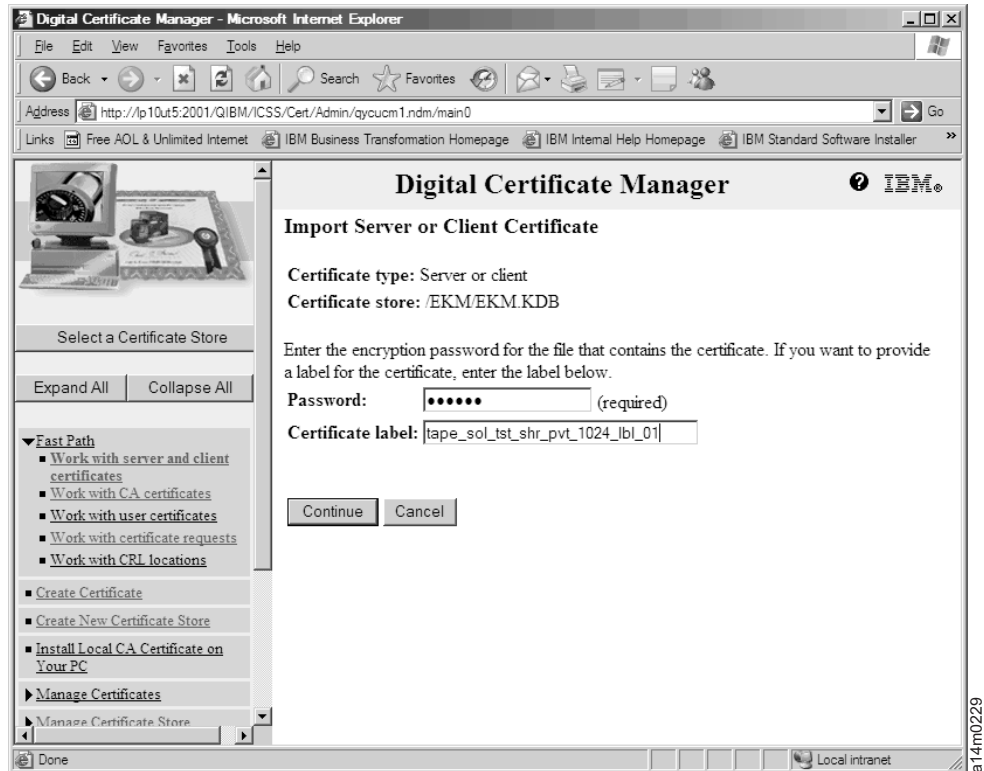 Digital Certificate Manager - Microsoft Internet Explorer
File Edit View Favorites Tools Help
Back Search Favorites
Address http://lp10ut5:2001/QIBM/ICSS/Cert/Admin/qycucm1.ndm/main0 Go
Links Free AOL & Unlimited Internet IBM Business Transformation Homepage IBM Internal Help Homepage IBM Standard Software Installer »
Select a Certificate Store
Expand All Collapse All
Fast Path
Work with server and client
certificates
Work with CA certificates
Work with user certificates
Work with certificate requests
Work with CRL locations
Create Certificate
Create New Certificate Store
Install Local CA Certificate on
Your PC
Manage Certificates
Manage Certificate Store
Digital Certificate Manager
IBM®
Import Server or Client Certificate
Certificate type: Server or client
Certificate store: /EKM/EKM.KDB
Enter the encryption password for the file that contains the certificate. If you want to provide
a label for the certificate, enter the label below.
Password: •••••• (required)
Certificate label: tape_sol_tst_shr_pvt_1024_lbl_01
Continue Cancel
Done Local intranet
a14m0229